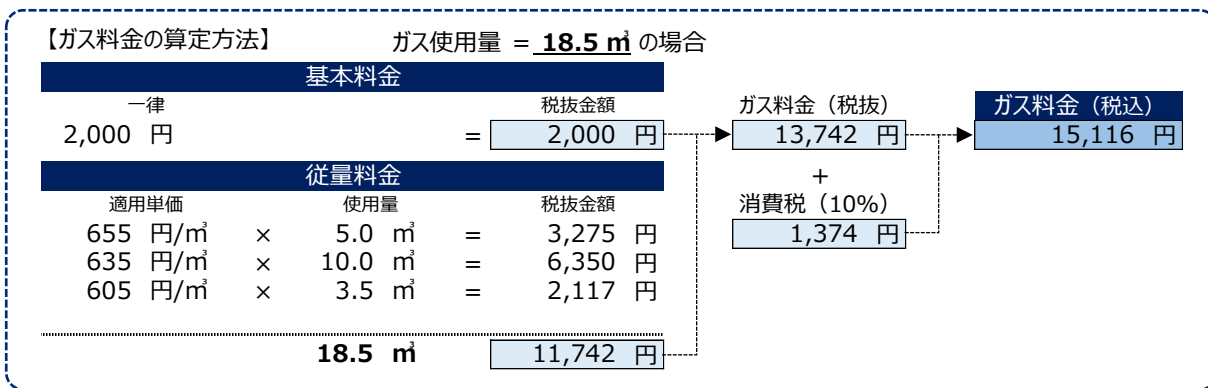 【ガス料金の算定方法】 ガス使用量 = 18.5 ㎥ の場合
基本料金
一律 税抜金額
2,000 円 = 2,000 円
従量料金
適用単価 使用量 税抜金額
655 円/㎥ × 5.0 ㎥ = 3,275 円
635 円/㎥ × 10.0 ㎥ = 6,350 円
605 円/㎥ × 3.5 ㎥ = 2,117 円
18.5 ㎥ 11,742 円
ガス料金（税抜）
13,742 円
+
消費税（10%）
1,374 円
ガス料金（税込）
15,116 円